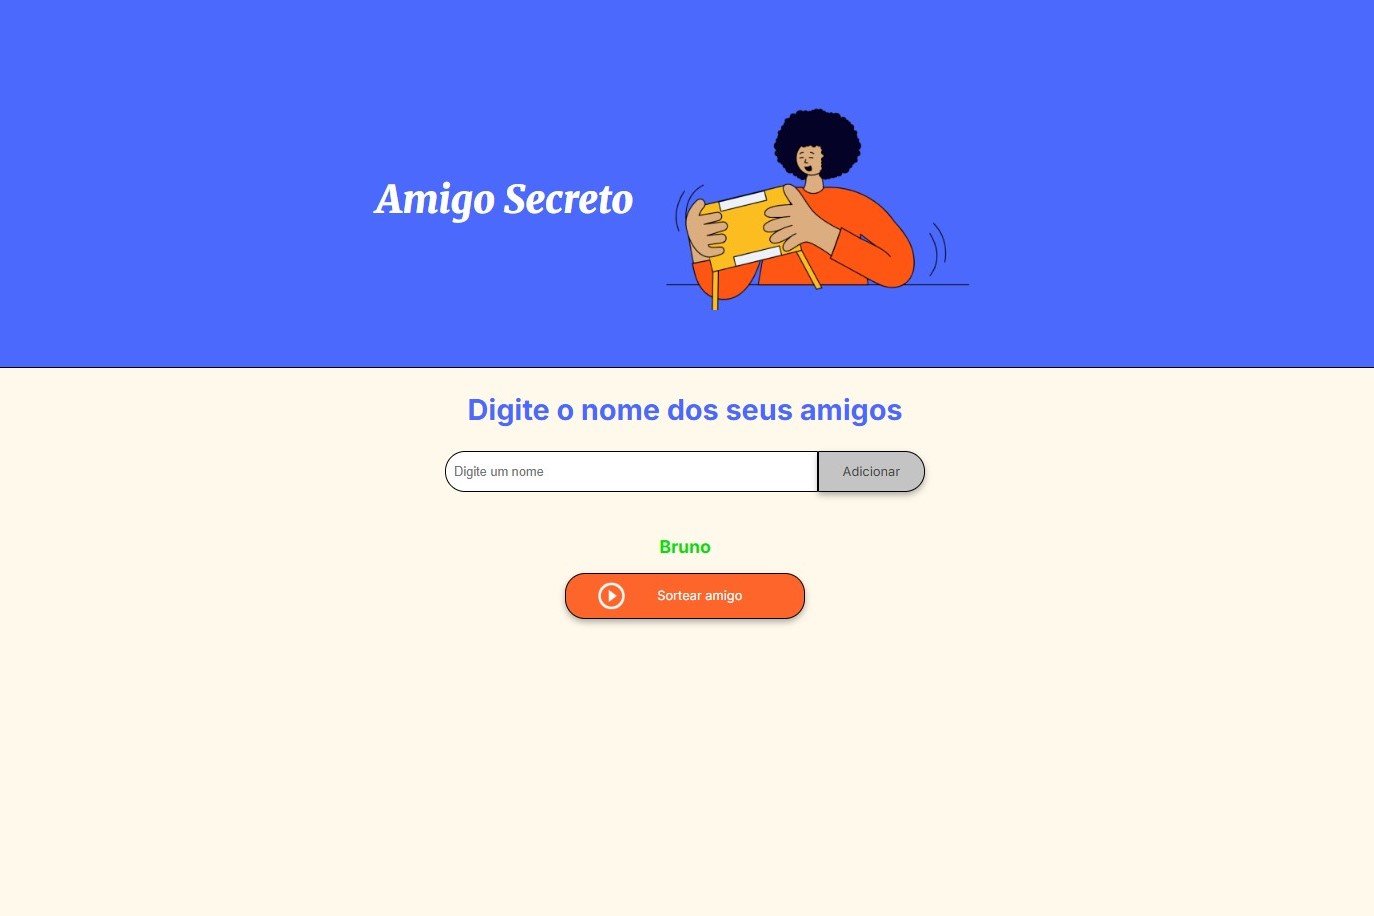 Amigo Secreto
Digite o nome dos seus amigos
Digite um nome
Adicionar
Bruno
Sortear amigo